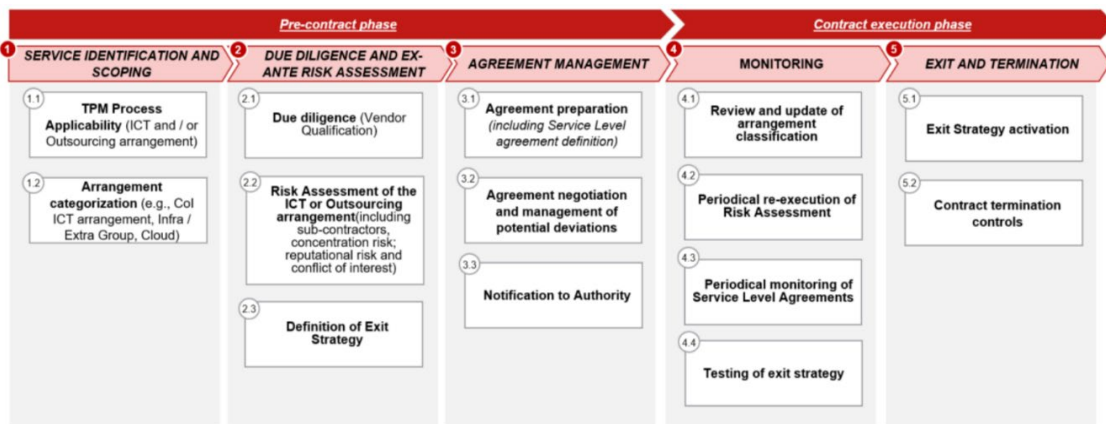 Pre-contract phase
Contract execution phase
1
SERVICE IDENTIFICATION AND
SCOPING
2
DUE DILIGENCE AND EX-
ANTE RISK ASSESSMENT
3
AGREEMENT MANAGEMENT
4
MONITORING
5
EXIT AND TERMINATION
1.1
TPM Process
Applicability (ICT and / or
Outsourcing arrangement)
1.2
Arrangement
categorization (e.g., CoI
ICT arrangement, Infra /
Extra Group, Cloud)
2.1
Due diligence (Vendor
Qualification)
2.2
Risk Assessment of the
ICT or Outsourcing
arrangement(including
sub-contractors,
concentration risk;
reputational risk and
conflict of interest)
2.3
Definition of Exit
Strategy
3.1
Agreement preparation
(including Service Level
agreement definition)
3.2
Agreement negotiation
and management of
potential deviations
3.3
Notification to Authority
4.1
Review and update of
arrangement
classification
4.2
Periodical re-execution of
Risk Assessment
4.3
Periodical monitoring of
Service Level Agreements
4.4
Testing of exit strategy
5.1
Exit Strategy activation
5.2
Contract termination
controls